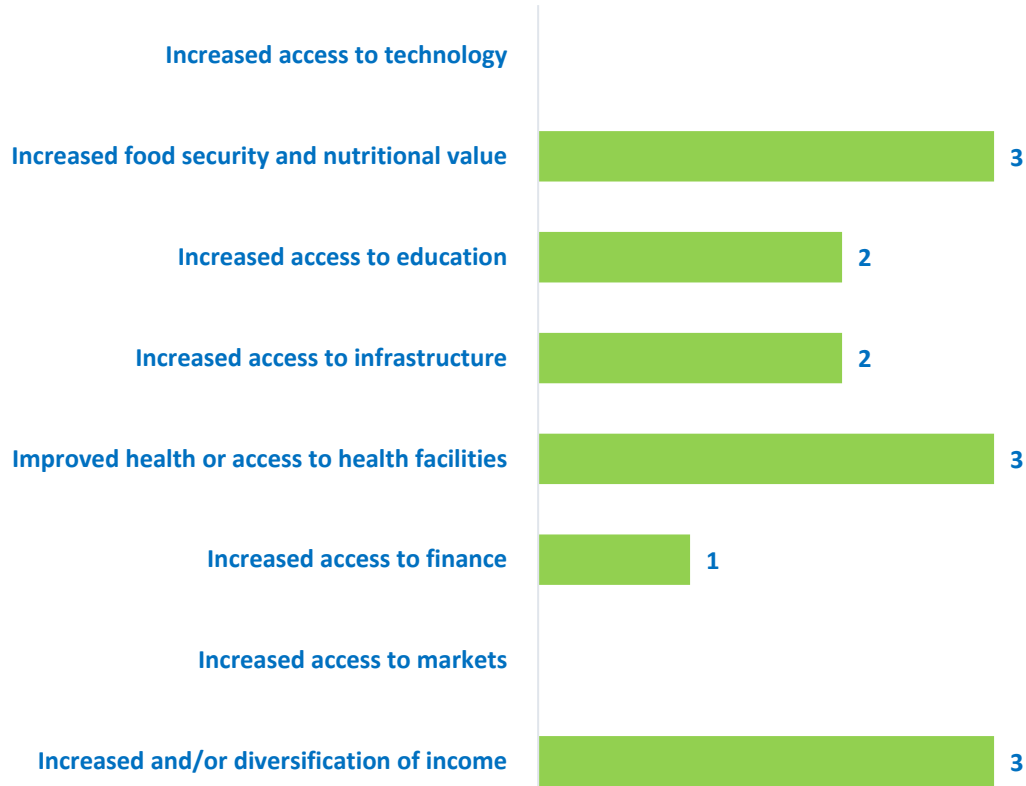 Increased access to technology
Increased food security and nutritional value 3
Increased access to education 2
Increased access to infrastructure 2
Improved health or access to health facilities 3
Increased access to finance 1
Increased access to markets
Increased and/or diversification of income 3